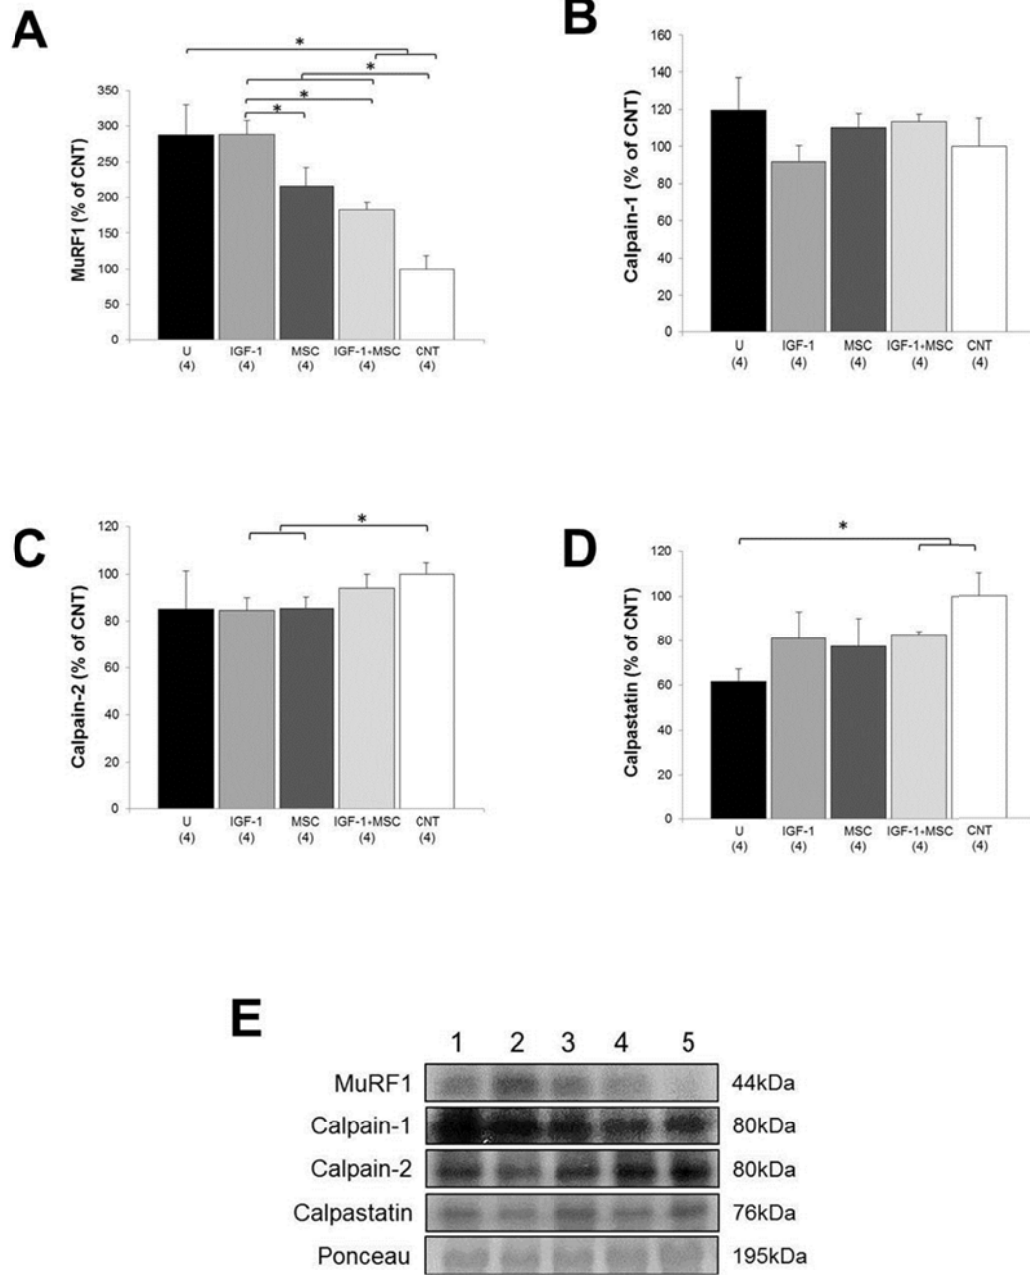 A
*
*
*
*
MuRF1 (% of CNT)
350
300
250
200
150
100
50
0
U IGF-1 MSC IGF-1+MSC CNT
(4) (4) (4) (4) (4)
B
Calpain-1 (% of CNT)
160
140
120
100
80
60
40
20
0
U IGF-1 MSC IGF-1+MSC CNT
(4) (4) (4) (4) (4)
C
*
Calpain-2 (% of CNT)
120
100
80
60
40
20
0
U IGF-1 MSC IGF-1+MSC CNT
(4) (4) (4) (4) (4)
D
*
Calpastatin (% of CNT)
120
100
80
60
40
20
0
U IGF-1 MSC IGF-1+MSC CNT
(4) (4) (4) (4) (4)
E
1 2 3 4 5
MuRF1 44kDa
Calpain-1 80kDa
Calpain-2 80kDa
Calpastatin 76kDa
Ponceau 195kDa